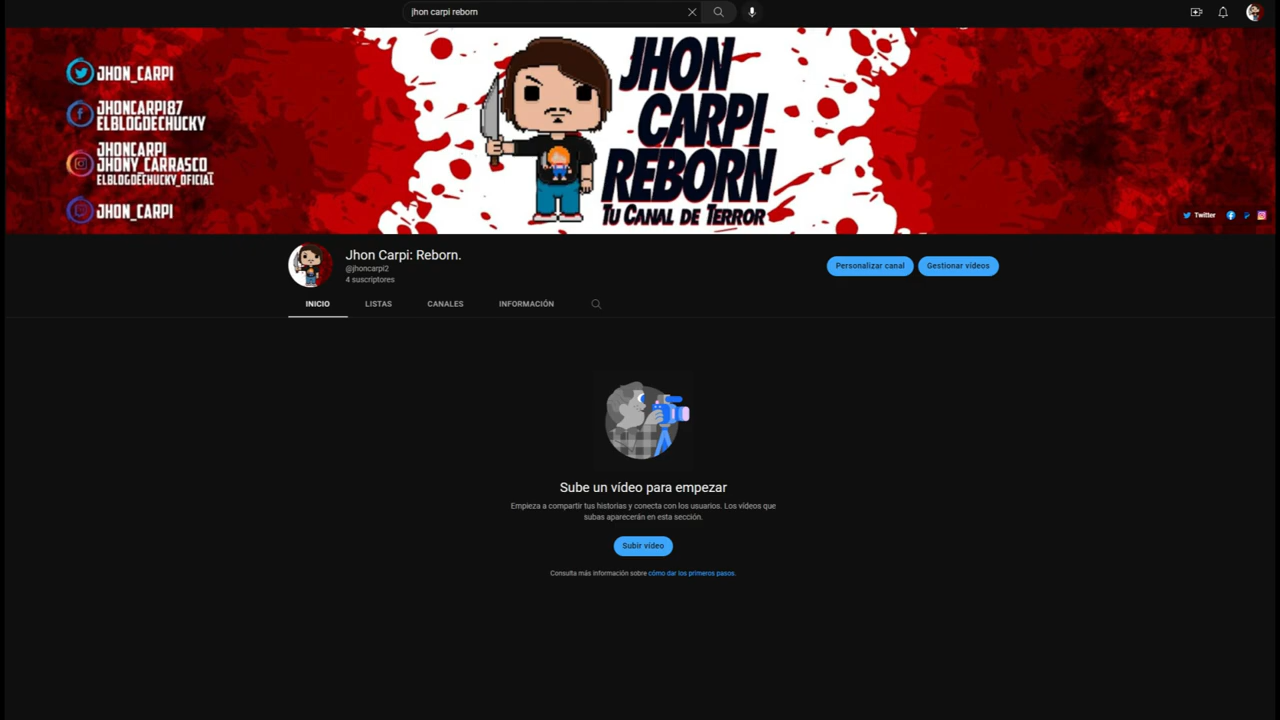 jhon carpi reborn
JHON_CARPI
JHONCARPI87
ELBLOGDECHUCKY
JHONCARPI
JHONY_CARRASCO_
ELBLOGDECHUCKY_OFICIAL
JHON_CARPI
JHON
CARPI
REBORN
TU CANAL DE TERROR
Twitter
Jhon Carpi: Reborn.
@jhoncarpi2
4 suscriptores
Personalizar canal
Gestionar vídeos
INICIO
LISTAS
CANALES
INFORMACIÓN
Sube un vídeo para empezar
Empieza a compartir tus historias y conecta con los usuarios. Los vídeos que
subas aparecerán en esta sección.
Subir vídeo
Consulta más información sobre cómo dar los primeros pasos.